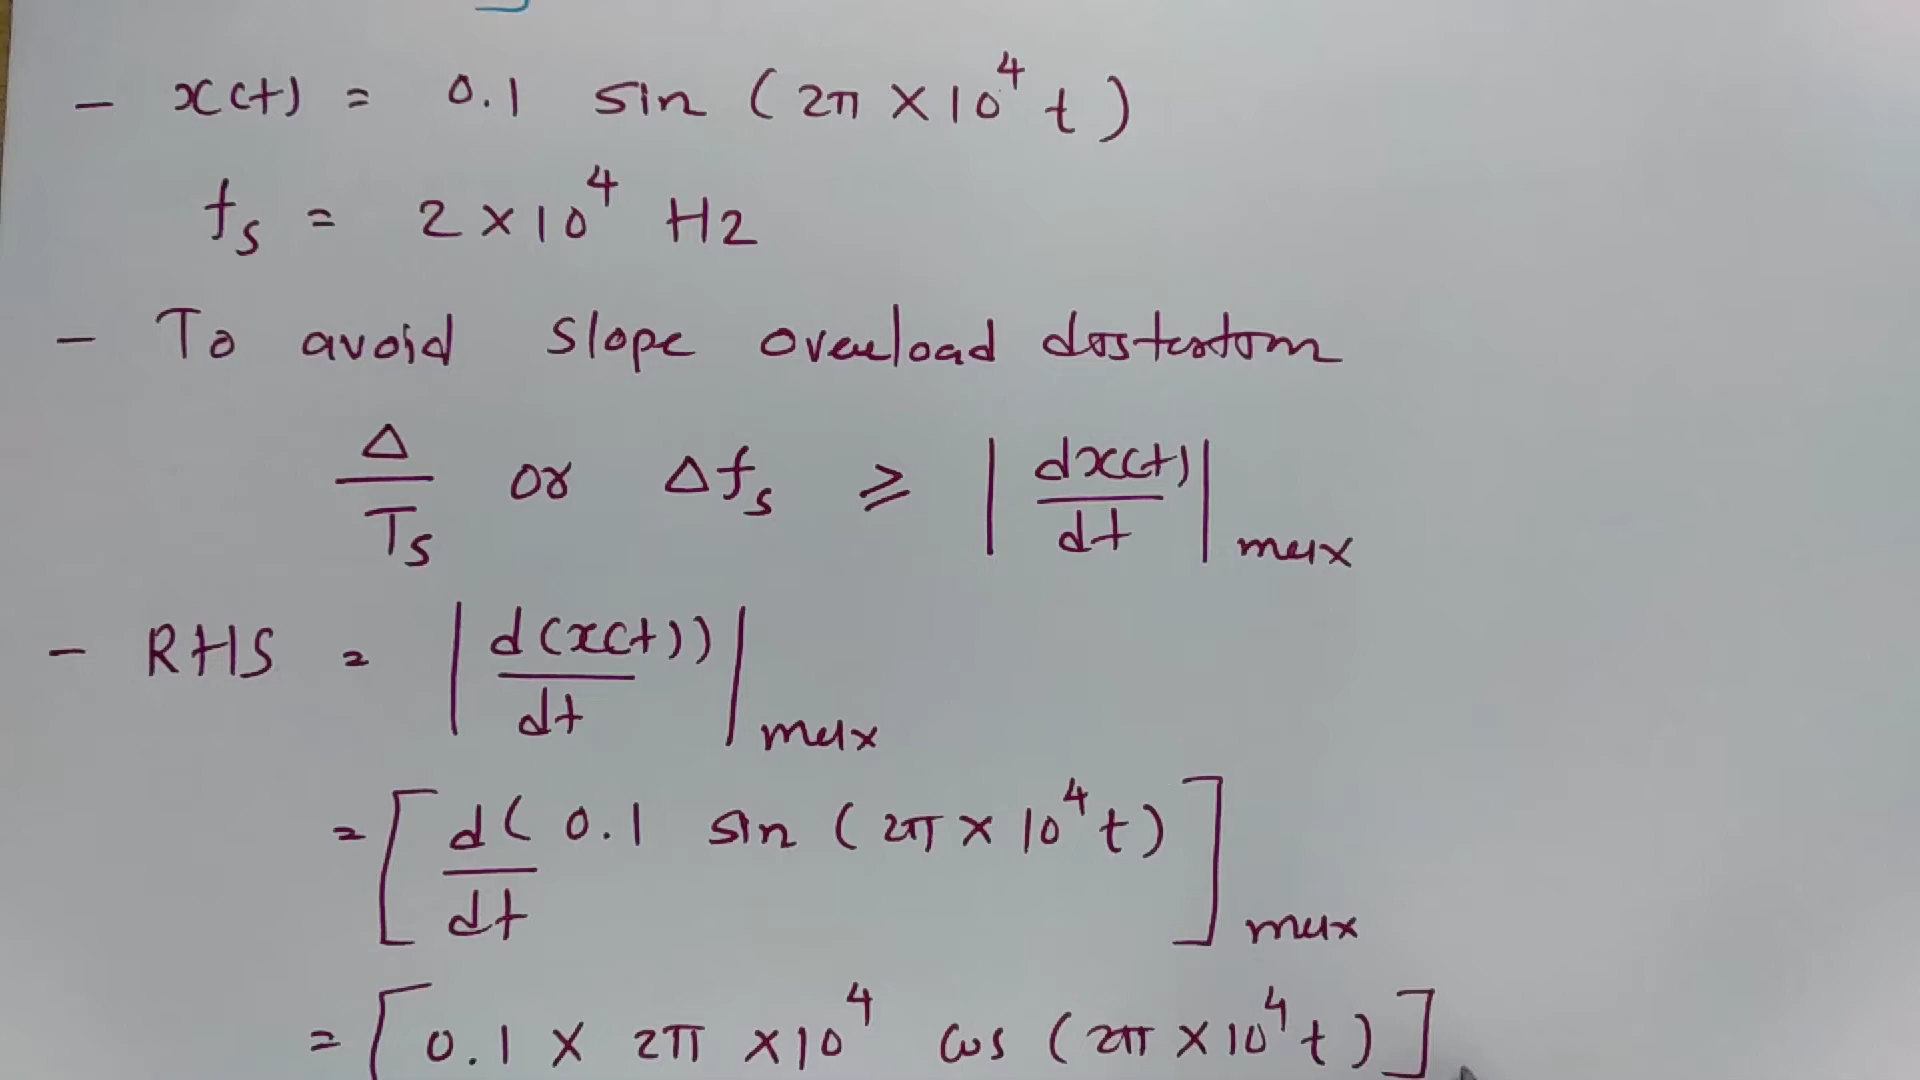 - x(t) = 0.1 sin (2π × 10⁴ t)
fs = 2 × 10⁴ Hz
- To avoid slope overload distortion
Δ/Ts or Δfs ≥ |dx(t)/dt|max
- RHS = |d(x(t))/dt|max
= [d(0.1 sin (2π × 10⁴ t)/dt]max
= [0.1 × 2π × 10⁴ cos (2π × 10⁴ t)]